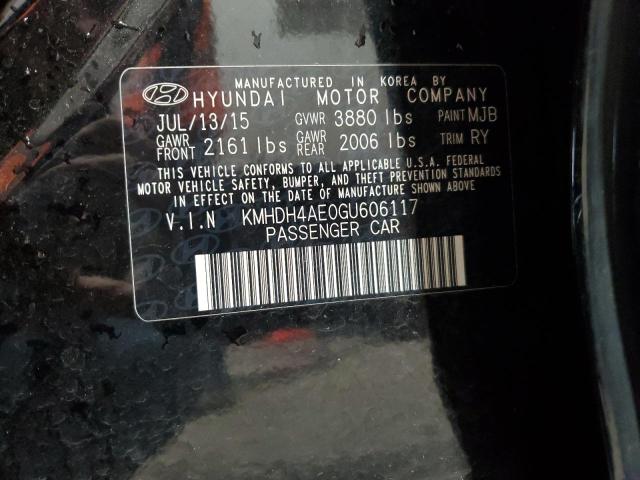 MANUFACTURED IN KOREA BY
HYUNDAI MOTOR COMPANY
JUL/13/15 GVWR 3880 lbs PAINT MJB
GAWR FRONT 2161 lbs GAWR REAR 2006 lbs TRIM RY
THIS VEHICLE CONFORMS TO ALL APPLICABLE U.S.A. FEDERAL
MOTOR VEHICLE SAFETY, BUMPER, AND THEFT PREVENTION STANDARDS
IN EFFECT ON THE DATE OF MANUFACTURE SHOWN ABOVE.
V.I.N KMHDH4AE0GU606117
PASSENGER CAR